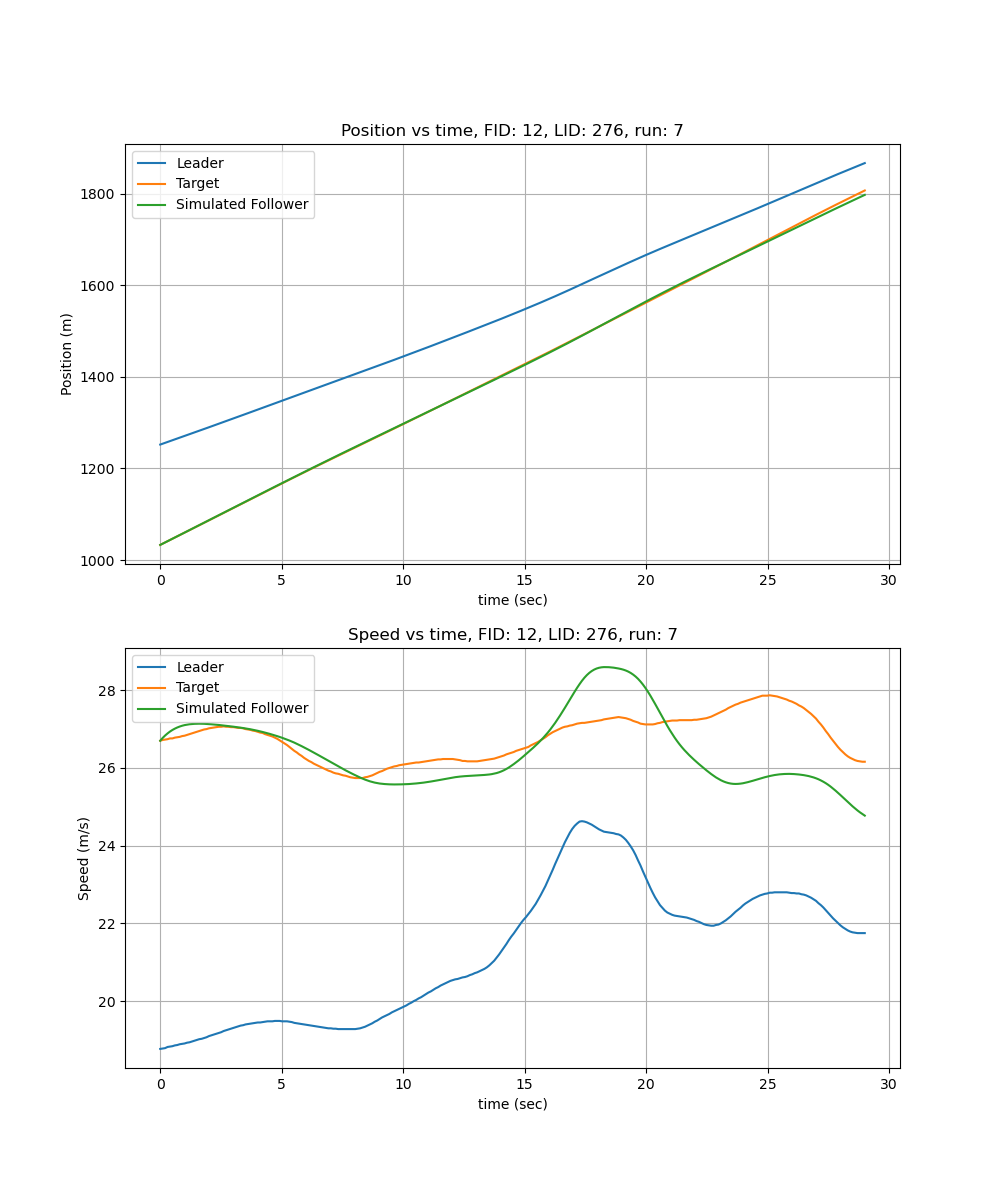 Position vs time, FID: 12, LID: 276, run: 7
Leader
Target
Simulated Follower
Position (m)
1800
1600
1400
1200
1000
0 5 10 15 20 25 30
time (sec)
Speed vs time, FID: 12, LID: 276, run: 7
Leader
Target
Simulated Follower
Speed (m/s)
28
26
24
22
20
0 5 10 15 20 25 30
time (sec)